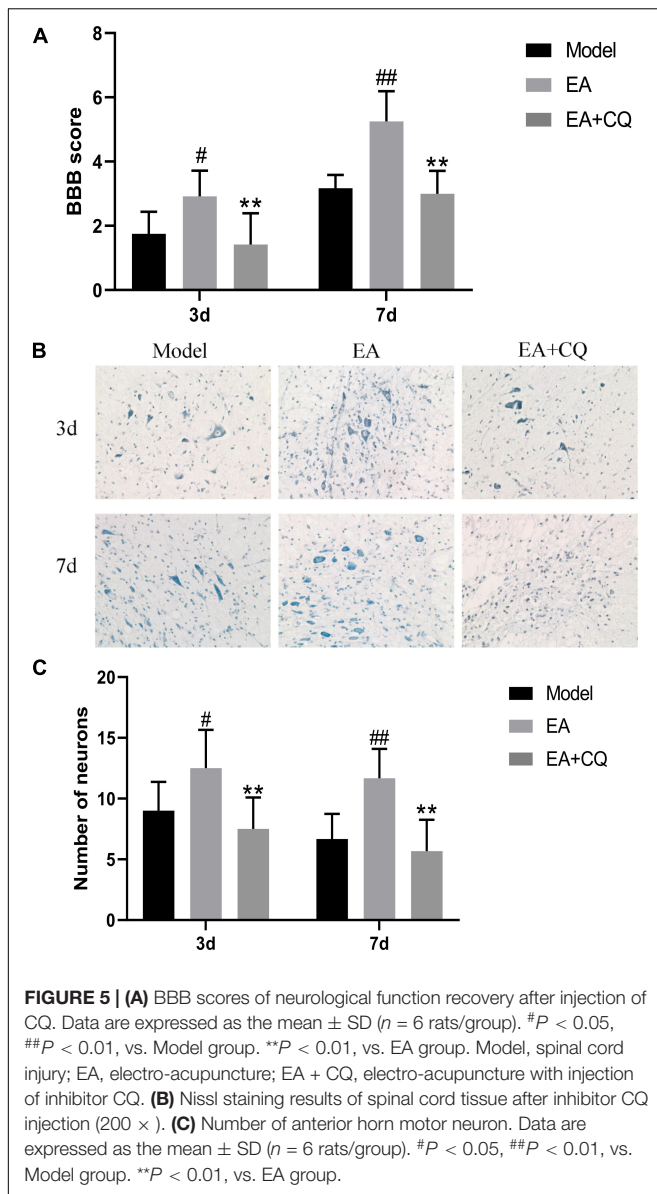 A
8
6
4
2
0
BBB score
#
**
##
**
3d
7d
Model
EA
EA+CQ
B
Model
EA
EA+CQ
3d
7d
C
20
15
10
5
0
Number of neurons
#
**
##
**
3d
7d
Model
EA
EA+CQ
FIGURE 5 | (A) BBB scores of neurological function recovery after injection of
CQ. Data are expressed as the mean ± SD (n = 6 rats/group). #P < 0.05,
##P < 0.01, vs. Model group. **P < 0.01, vs. EA group. Model, spinal cord
injury; EA, electro-acupuncture; EA + CQ, electro-acupuncture with injection
of inhibitor CQ. (B) Nissl staining results of spinal cord tissue after inhibitor CQ
injection (200 × ). (C) Number of anterior horn motor neuron. Data are
expressed as the mean ± SD (n = 6 rats/group). #P < 0.05, ##P < 0.01, vs.
Model group. **P < 0.01, vs. EA group.